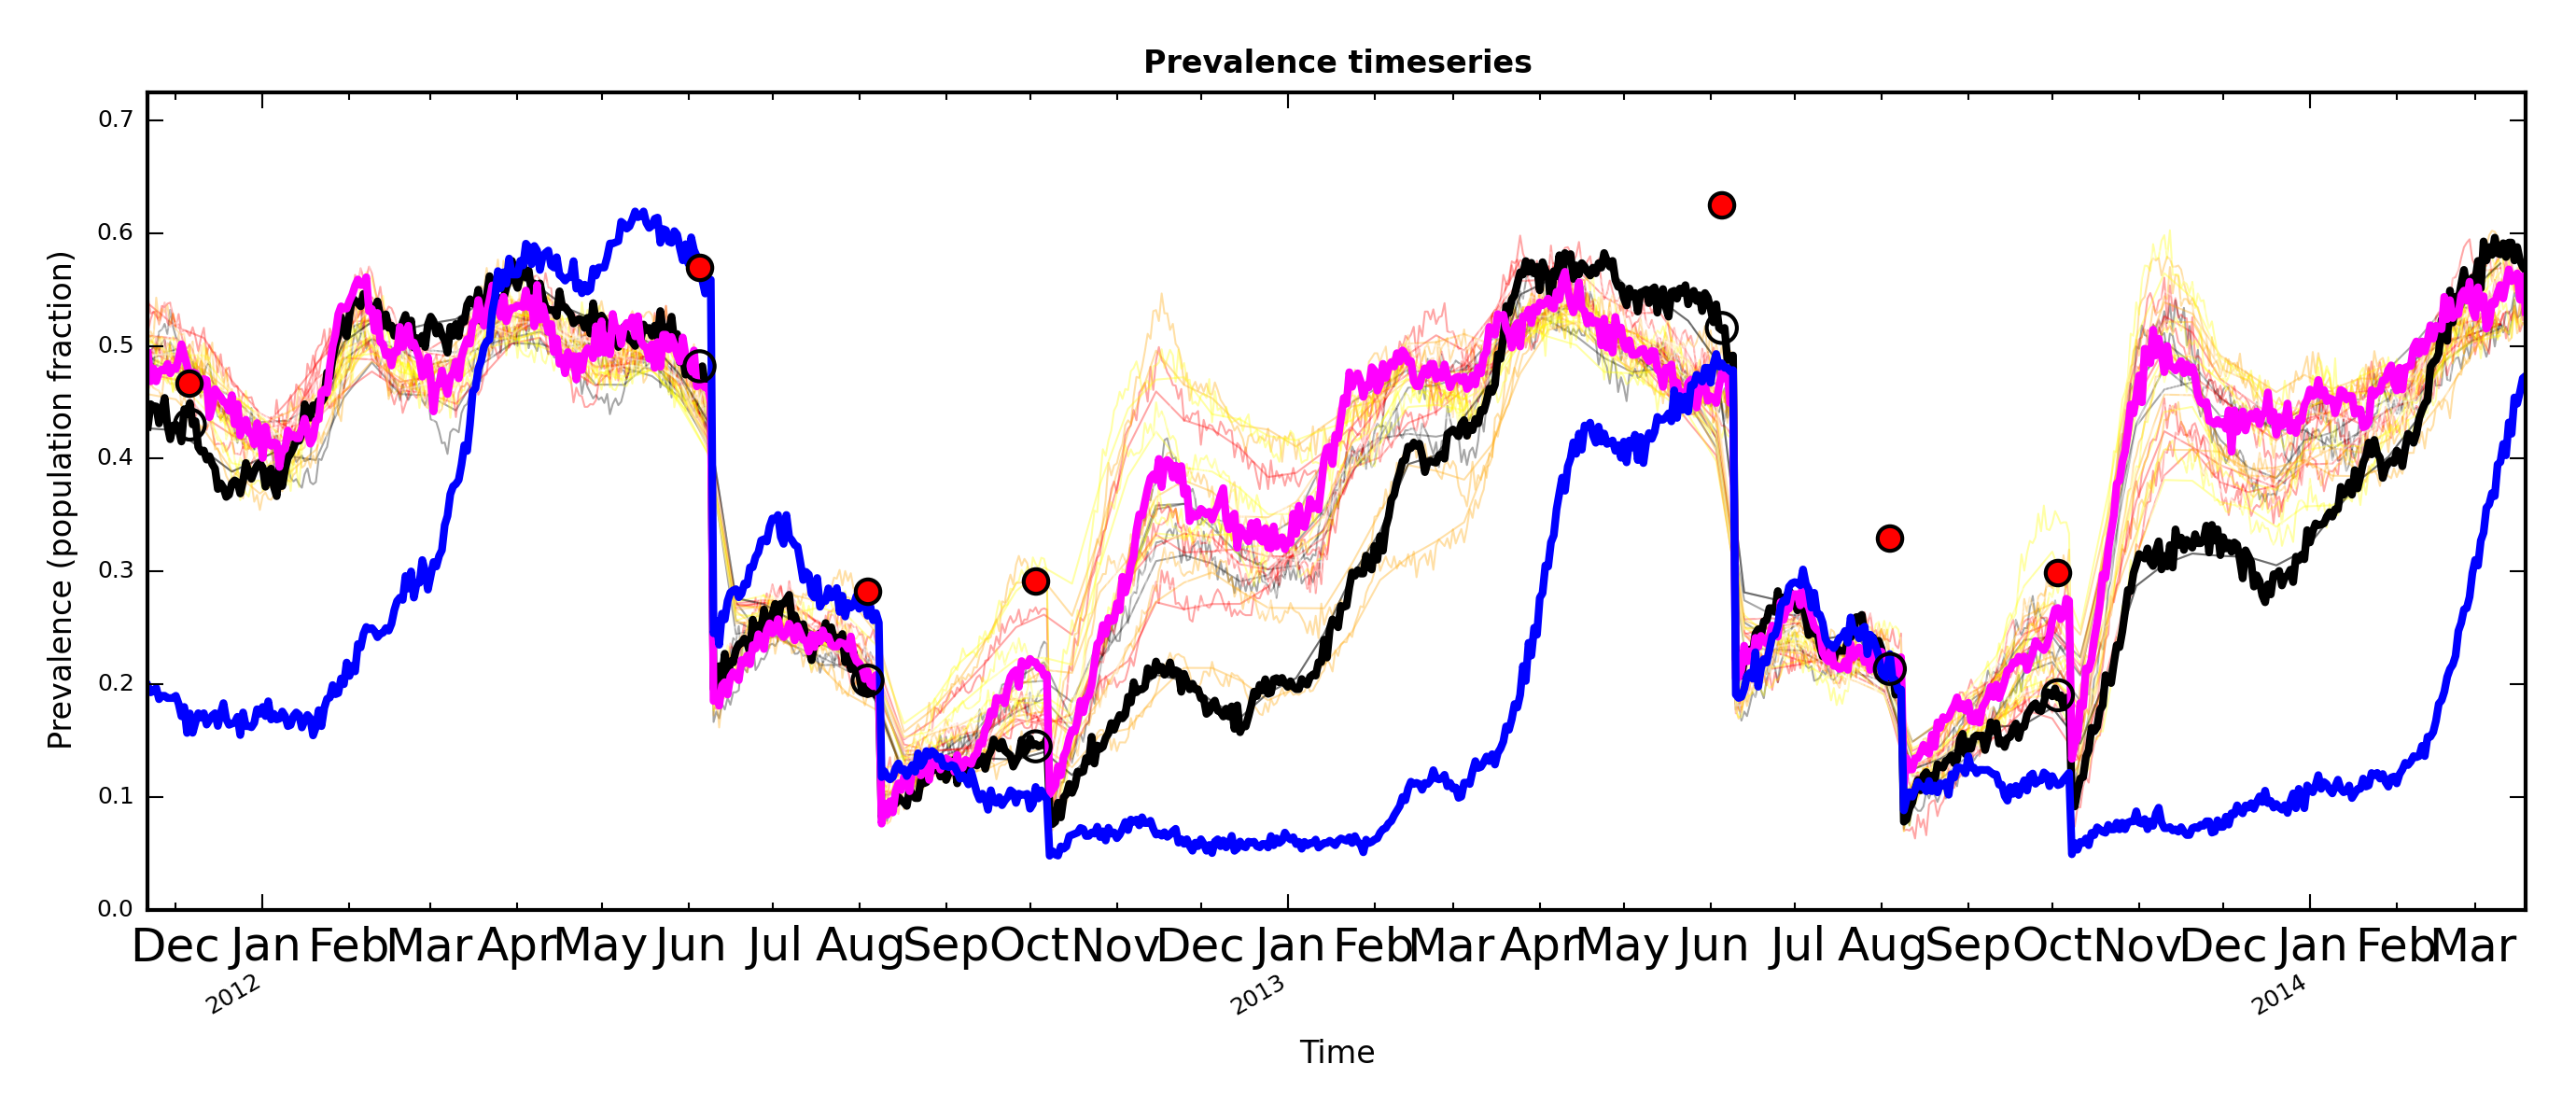 Prevalence timeseries
Prevalence (population fraction)
0.7
0.6
0.5
0.4
0.3
0.2
0.1
0.0
Dec Jan Feb Mar Apr May Jun Jul Aug Sep Oct Nov Dec Jan Feb Mar Apr May Jun Jul Aug Sep Oct Nov Dec Jan Feb Mar
2012 2013 2014
Time